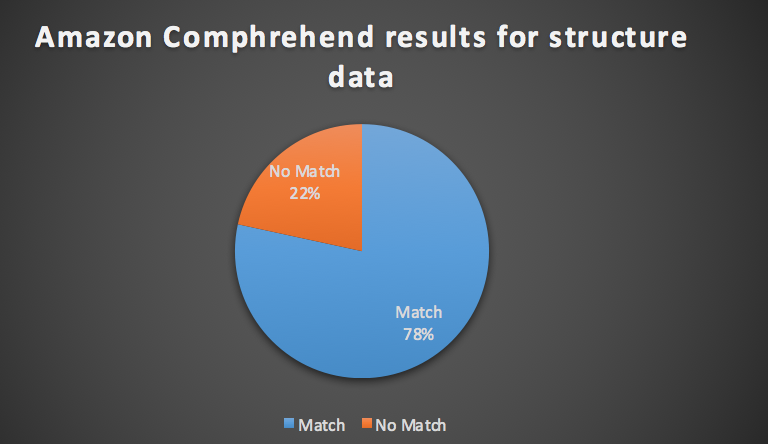 Amazon Comphrehend results for structure
data
No Match
22%
Match
78%
Match No Match